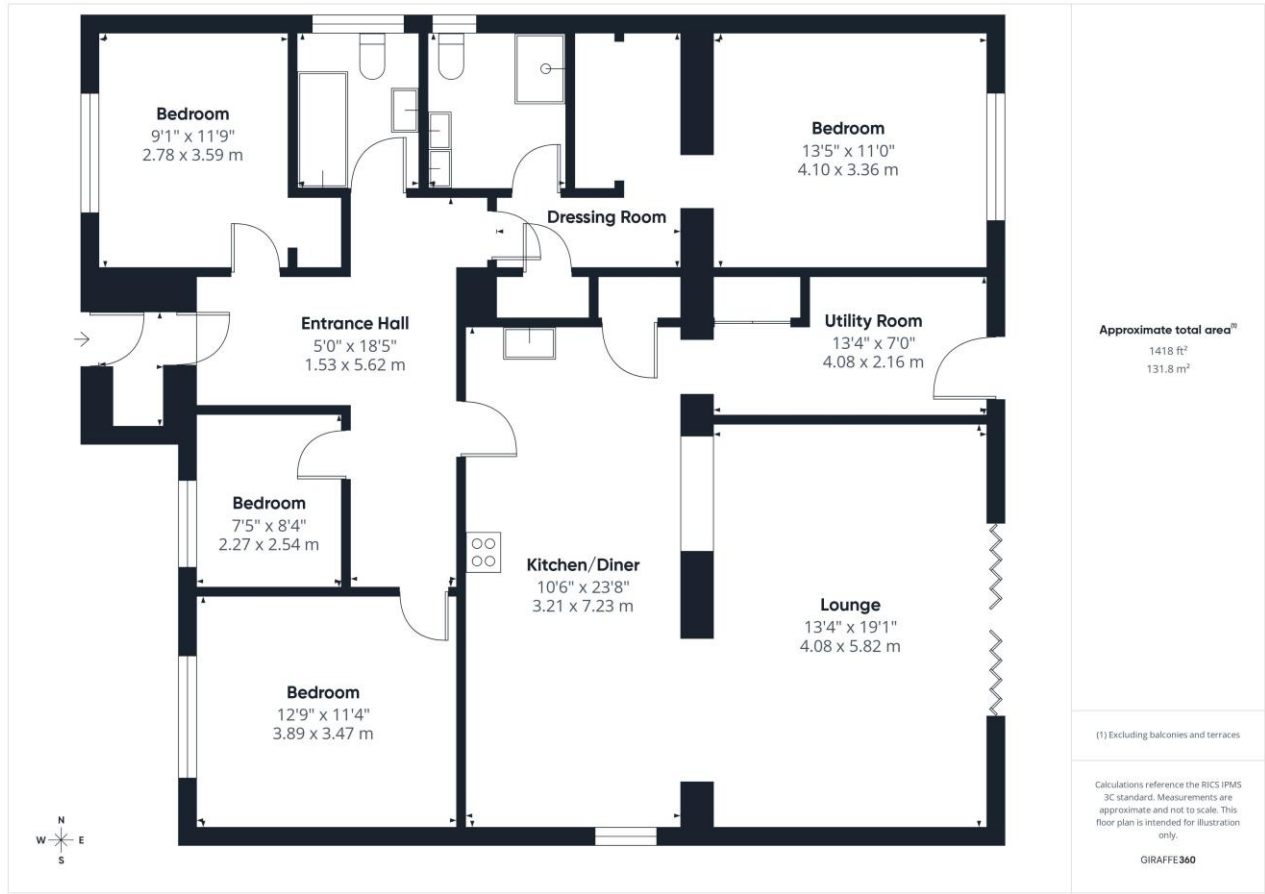 Bedroom
9'1" x 11'9"
2.78 x 3.59 m
Bedroom
13'5" x 11'0"
4.10 x 3.36 m
Dressing Room
Entrance Hall
5'0" x 18'5"
1.53 x 5.62 m
Utility Room
13'4" x 7'0"
4.08 x 2.16 m
Bedroom
7'5" x 8'4"
2.27 x 2.54 m
Kitchen/Diner
10'6" x 23'8"
3.21 x 7.23 m
Lounge
13'4" x 19'1"
4.08 x 5.82 m
Bedroom
12'9" x 11'4"
3.89 x 3.47 m
N
W E
S
Approximate total area(1)
1418 ft²
131.8 m²
(1) Excluding balconies and terraces
Calculations reference the RICS IPMS
3C standard. Measurements are
approximate and not to scale. This
floor plan is intended for illustration
only.
GIRAFFE360